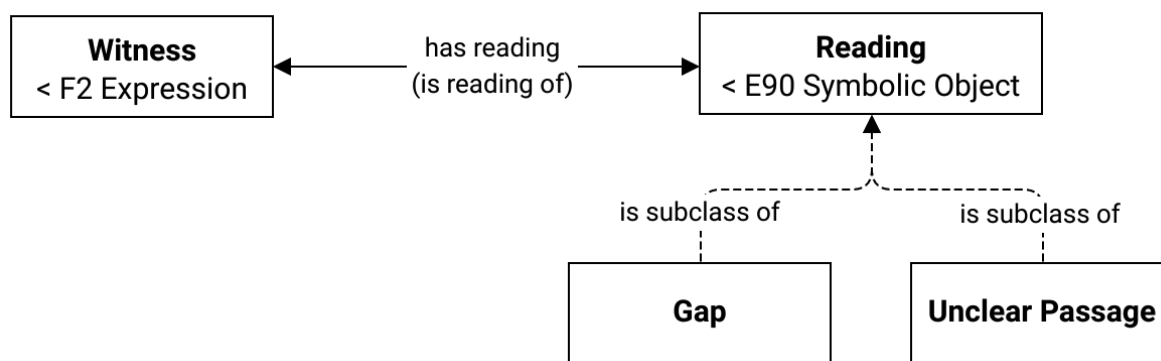 Witness
< F2 Expression
has reading
(is reading of)
Reading
< E90 Symbolic Object
is subclass of
is subclass of
Gap
Unclear Passage